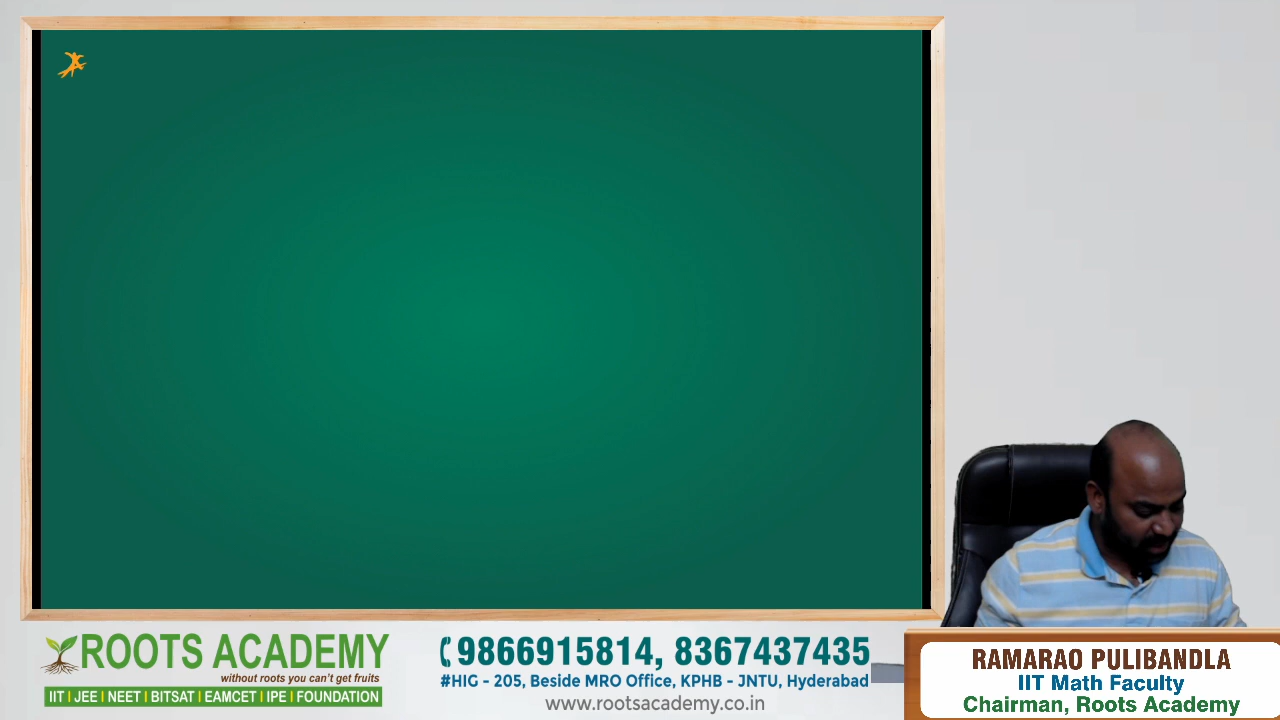 ROOTS ACADEMY
without roots you can't get fruits
IIT | JEE | NEET | BITSAT | EAMCET | IPE | FOUNDATION
9866915814, 8367437435
#HIG - 205, Beside MRO Office, KPHB - JNTU, Hyderabad
www.rootsacademy.co.in
RAMARAO PULIBANDLA
IIT Math Faculty
Chairman, Roots Academy